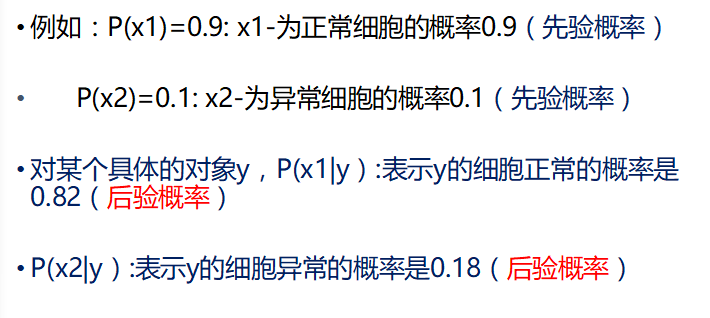 •例如：P(x1)=0.9: x1-为正常细胞的概率0.9（先验概率）
• P(x2)=0.1: x2-为异常细胞的概率0.1（先验概率）
•对某个具体的对象y，P(x1|y）:表示y的细胞正常的概率是
0.82（后验概率）
•P(x2|y）:表示y的细胞异常的概率是0.18（后验概率）